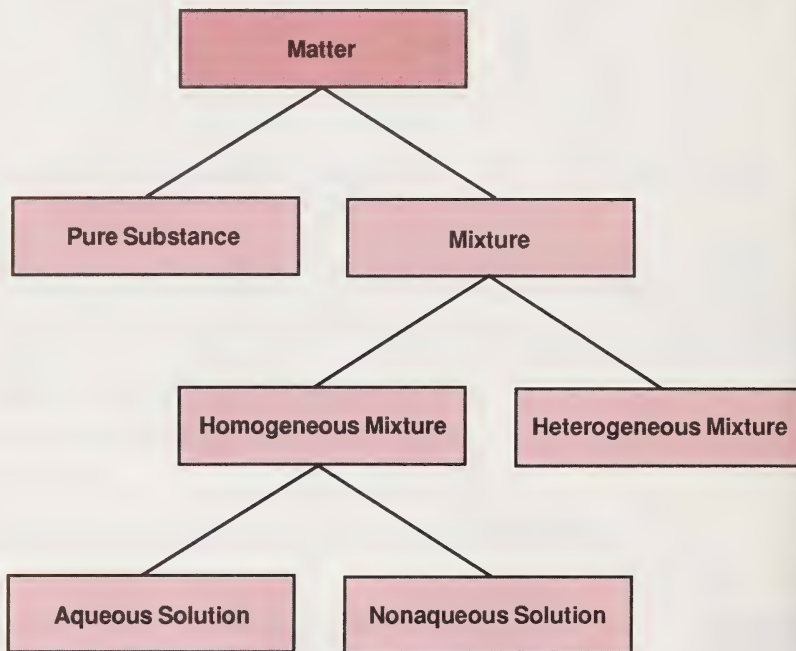 Matter
Pure Substance
Mixture
Homogeneous Mixture
Heterogeneous Mixture
Aqueous Solution
Nonaqueous Solution